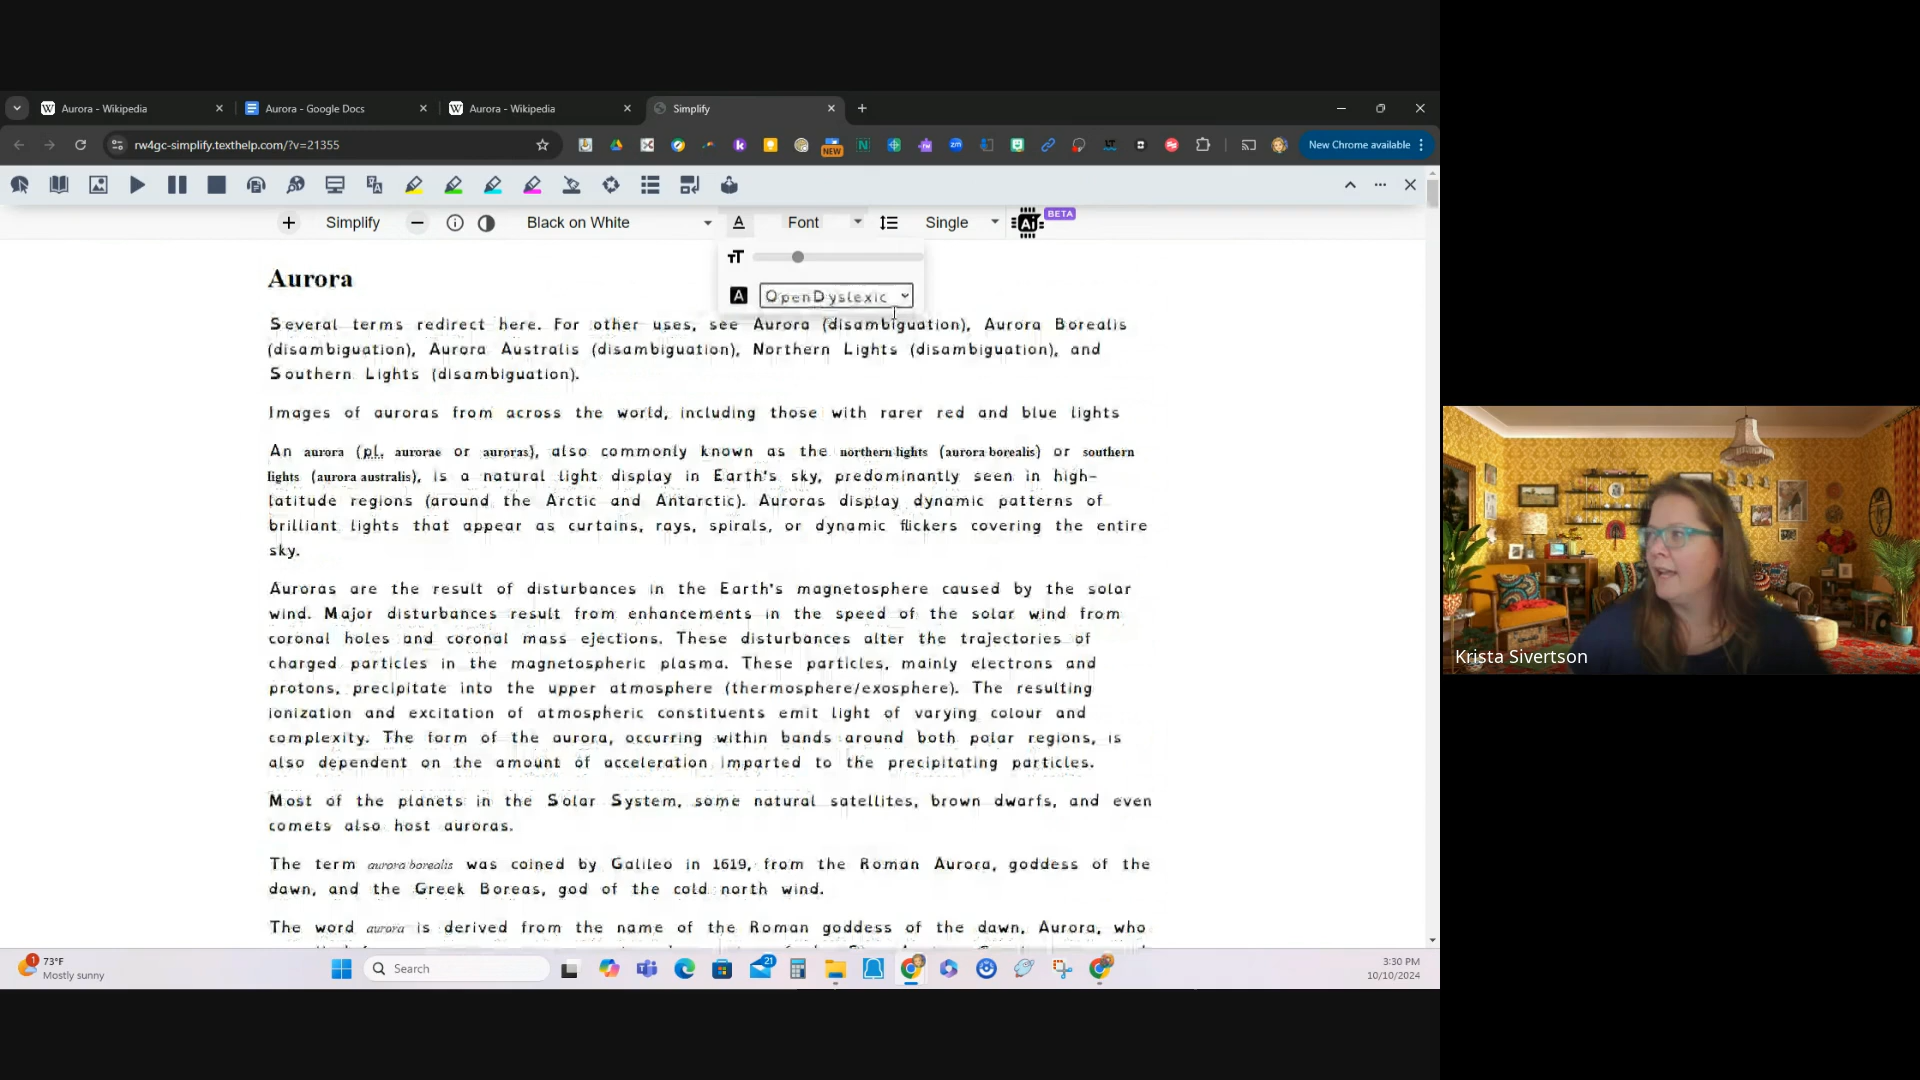 Aurora - Wikipedia
Aurora - Google Docs
Aurora - Wikipedia
Simplify
rw4gc-simplify.texthelp.com/?v=21355
NEW
New Chrome available
Simplify
Black on White
Font
Single
Ai
BETA
OpenDyslexic
Aurora
Several terms redirect here. For other uses, see Aurora (disambiguation), Aurora Borealis
(disambiguation), Aurora Australis (disambiguation), Northern Lights (disambiguation), and
Southern Lights (disambiguation).
Images of auroras from across the world, including those with rarer red and blue lights
An aurora (pl. aurorae or auroras), also commonly known as the northern lights (aurora borealis) or southern
lights (aurora australis), is a natural light display in Earth's sky, predominantly seen in high-
latitude regions (around the Arctic and Antarctic). Auroras display dynamic patterns of
brilliant lights that appear as curtains, rays, spirals, or dynamic flickers covering the entire
sky.
Auroras are the result of disturbances in the Earth's magnetosphere caused by the solar
wind. Major disturbances result from enhancements in the speed of the solar wind from
coronal holes and coronal mass ejections. These disturbances alter the trajectories of
charged particles in the magnetospheric plasma. These particles, mainly electrons and
protons, precipitate into the upper atmosphere (thermosphere/exosphere). The resulting
ionization and excitation of atmospheric constituents emit light of varying colour and
complexity. The form of the aurora, occurring within bands around both polar regions, is
also dependent on the amount of acceleration imparted to the precipitating particles.
Most of the planets in the Solar System, some natural satellites, brown dwarfs, and even
comets also host auroras.
The term aurora borealis was coined by Galileo in 1619, from the Roman Aurora, goddess of the
dawn, and the Greek Boreas, god of the cold north wind.
The word aurora is derived from the name of the Roman goddess of the dawn, Aurora, who
Krista Sivertson
1
73°F
Mostly sunny
Search
21
3:30 PM
10/10/2024